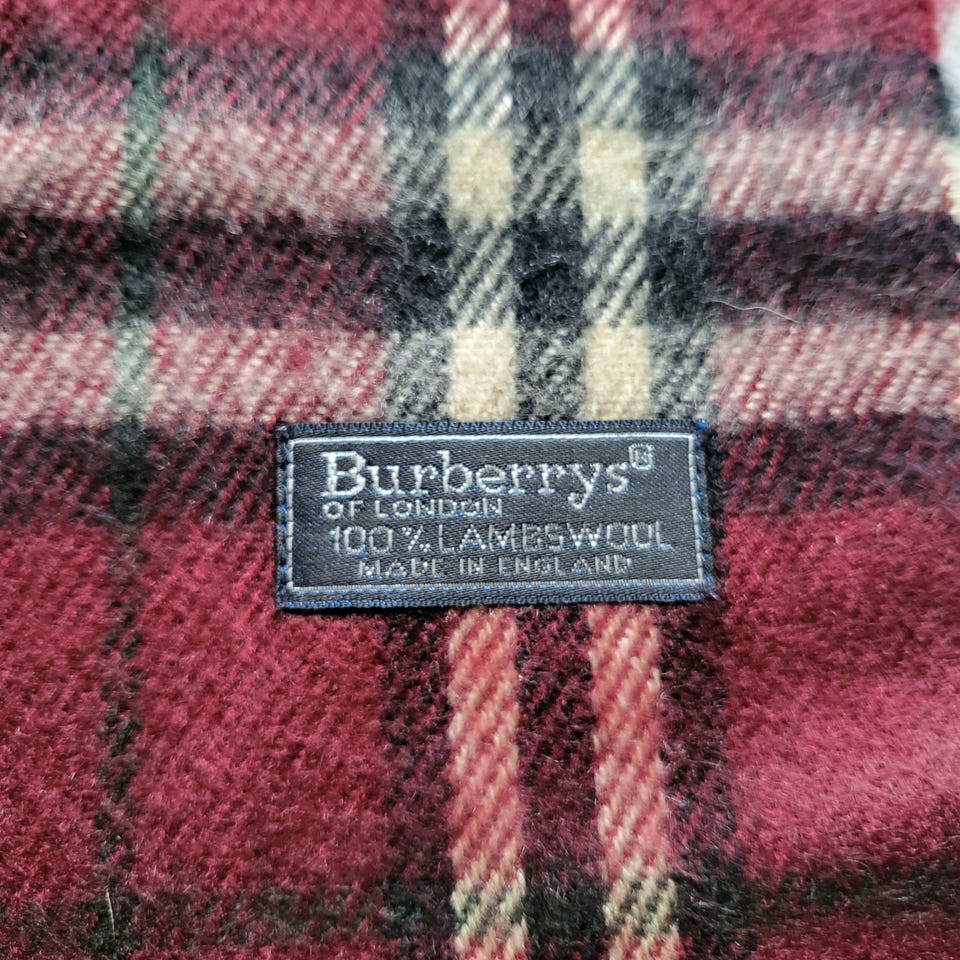 Burberrys®
OF LONDON
100% LAMBSWOOL
MADE IN ENGLAND